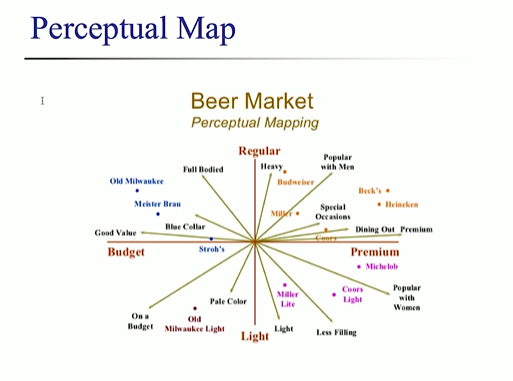 Perceptual Map
Beer Market
Perceptual Mapping
Regular
Full Bodied
Heavy
Popular
with Men
Old Milwaukee
Budweiser
Beck's
Meister Brau
Miller
Special
Occasions
Heineken
Good Value
Blue Collar
Coors
Dining Out
Premium
Budget
Stroh's
Premium
Michelob
Pale Color
Miller
Lite
Coors
Light
Popular
with
Women
On a
Budget
Old
Milwaukee Light
Light
Light
Less Filling